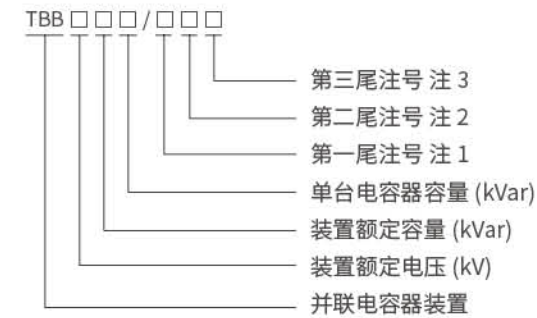 TBB□□□/□□□
第三尾注号 注 3
第二尾注号 注 2
第一尾注号 注 1
单台电容器容量 (kVar)
装置额定容量 (kVar)
装置额定电压 (kV)
并联电容器装置